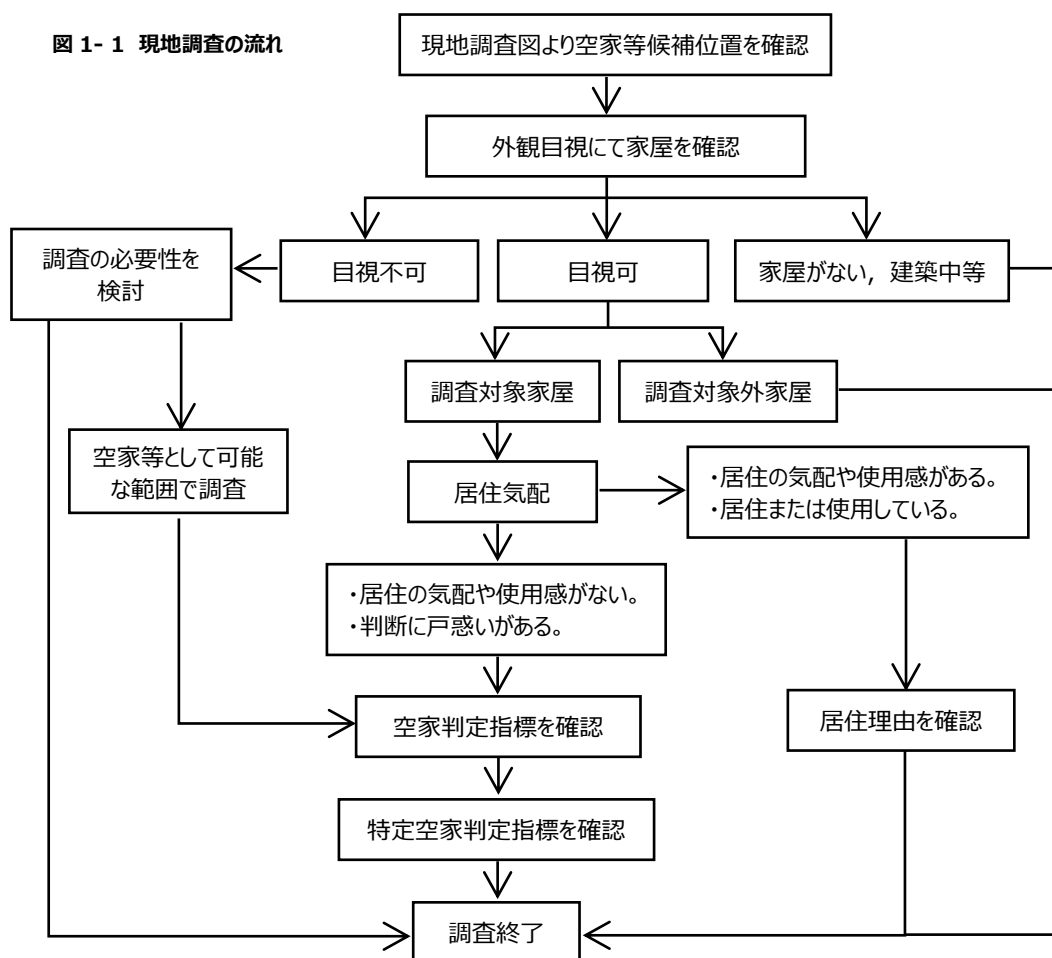 図 1- 1 現地調査の流れ
現地調査図より空家等候補位置を確認
外観目視にて家屋を確認
調査の必要性を
検討
目視不可
目視可
家屋がない，建築中等
調査対象家屋
調査対象外家屋
空家等として可能
な範囲で調査
居住気配
・居住の気配や使用感がある。
・居住または使用している。
・居住の気配や使用感がない。
・判断に戸惑いがある。
空家判定指標を確認
居住理由を確認
特定空家判定指標を確認
調査終了